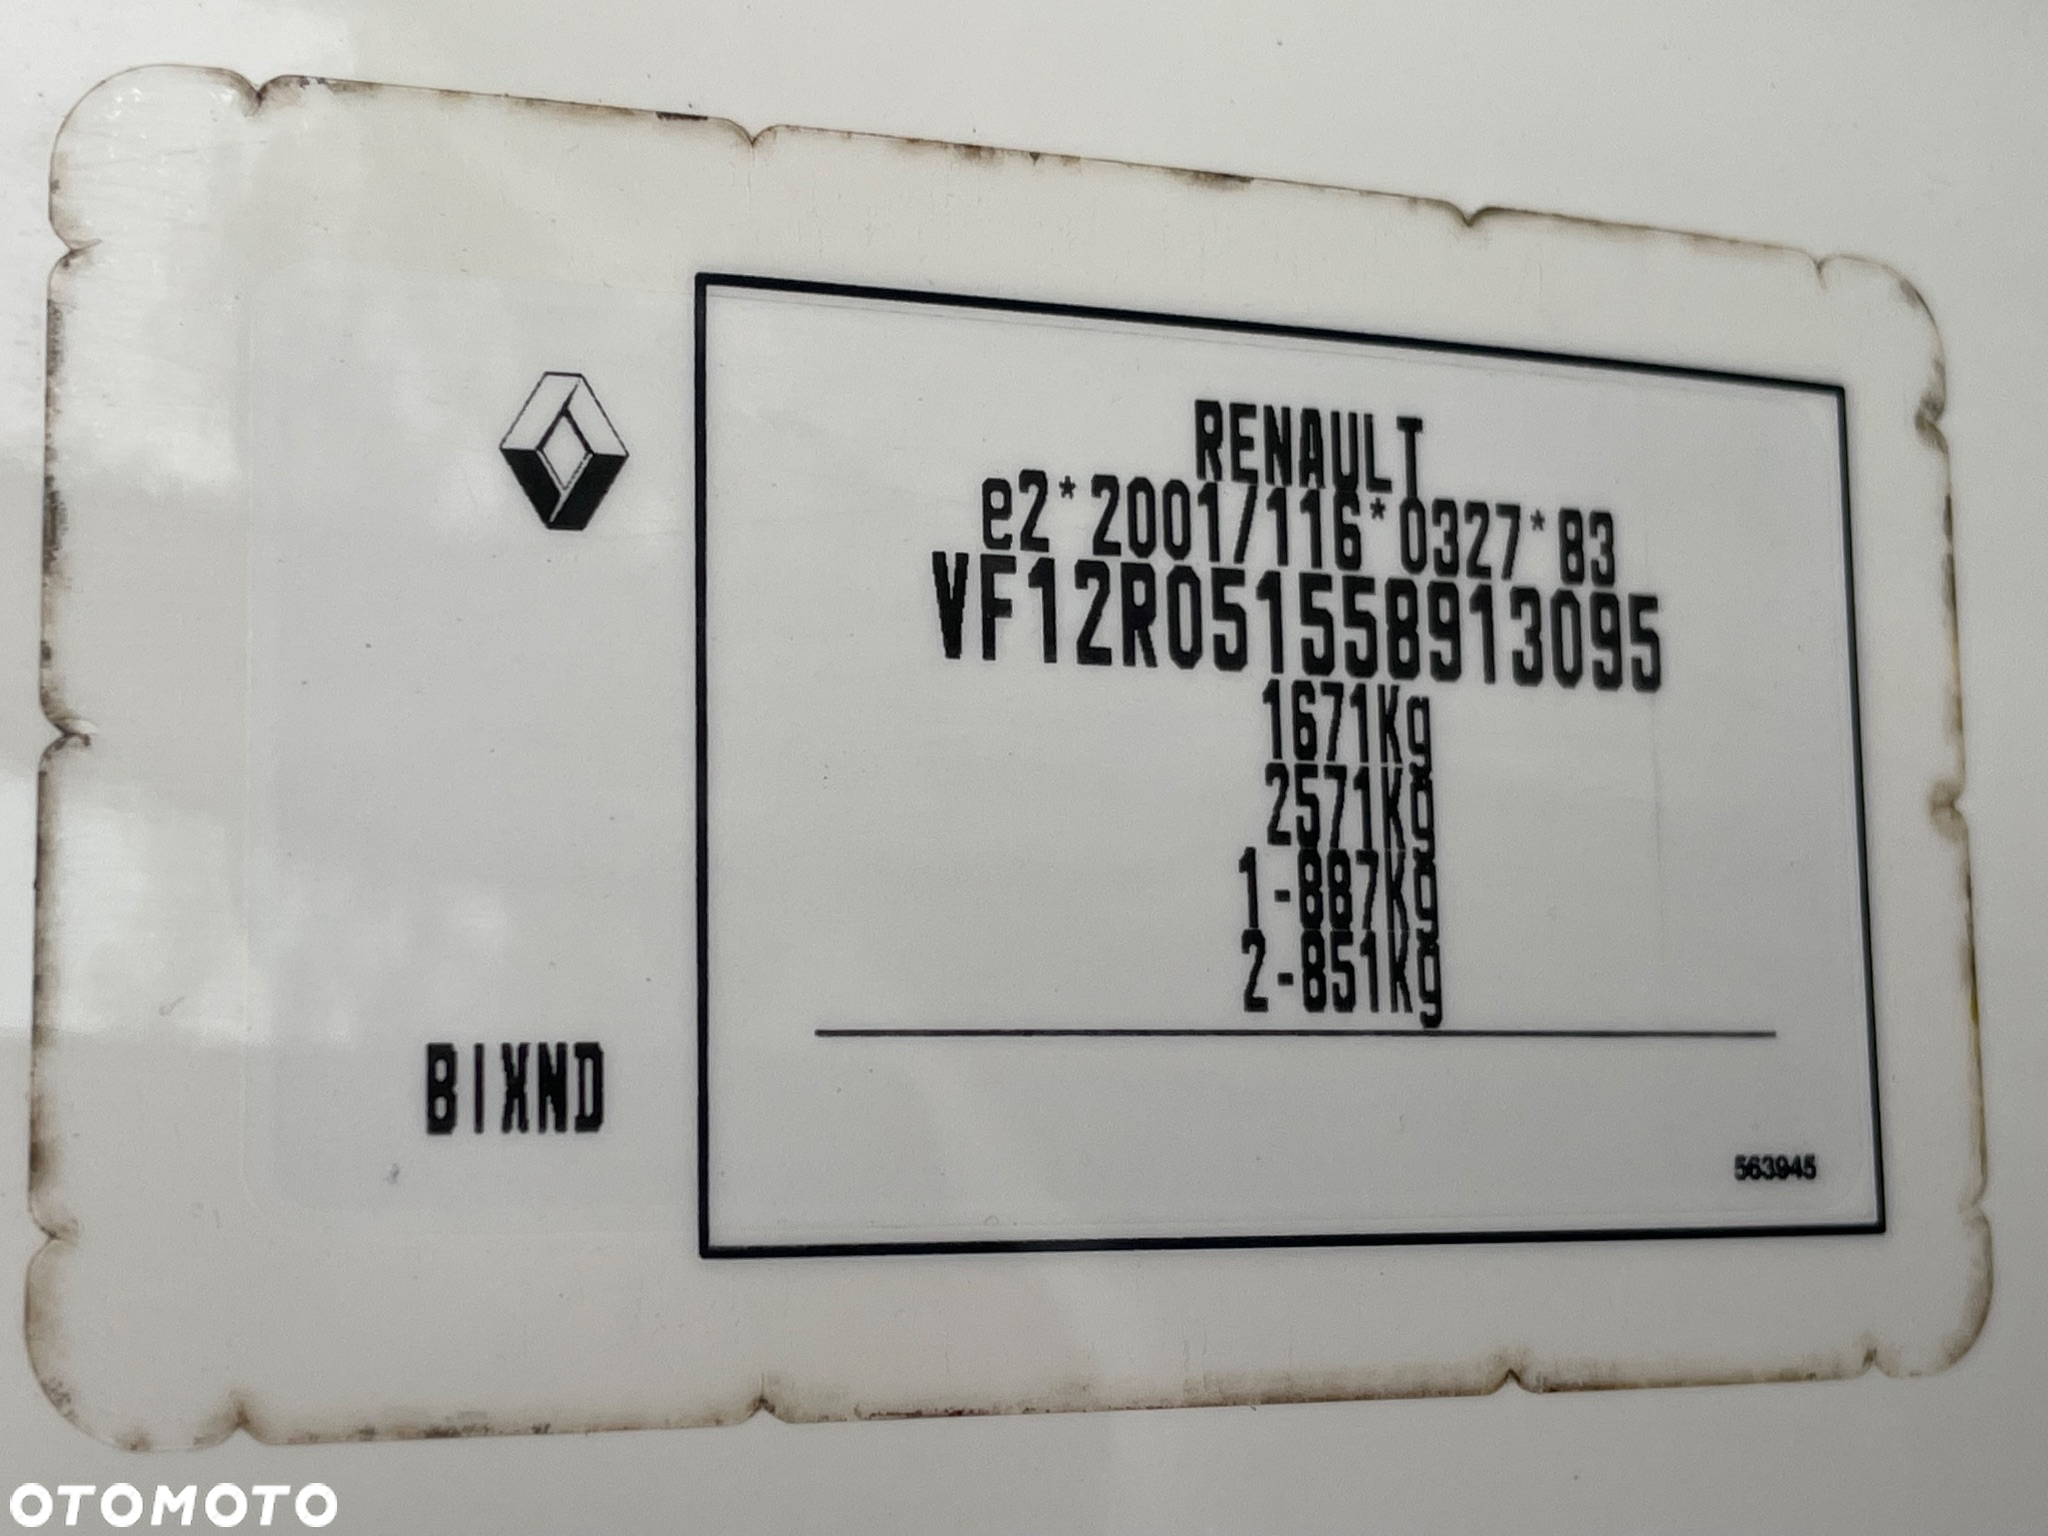 RENAULT
e2*2001/116*0327*83
VF12R051558913095
1671Kg
2571Kg
1-887Kg
2-851Kg
BIXND
563945
OTOMOTO